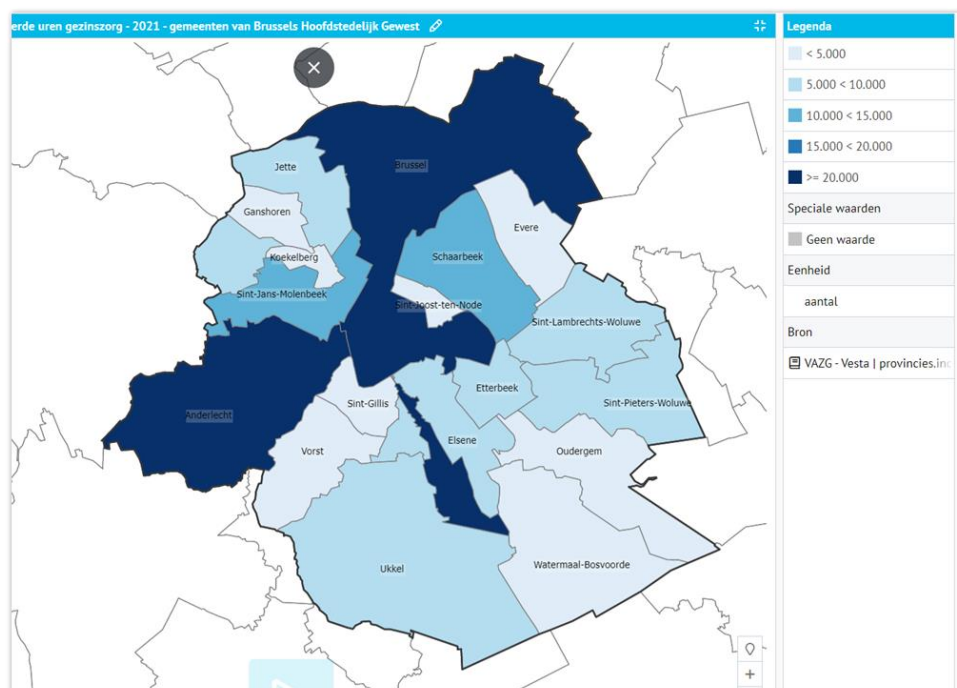 erde uren gezinszorg - 2021 - gemeenten van Brussels Hoofdstedelijk Gewest
Legenda
< 5.000
5.000 < 10.000
10.000 < 15.000
15.000 < 20.000
>= 20.000
Speciale waarden
Geen waarde
Eenheid
aantal
Bron
VAZG - Vesta | provincies.inc
Jette
Brussel
Ganshoren
Evere
Koekelberg
Schaarbeek
Sint-Jans-Molenbeek
Sint-Joost-ten-Node
Sint-Lambrechts-Woluwe
Etterbeek
Sint-Gillis
Sint-Pieters-Woluwe
Anderlecht
Elsene
Vorst
Oudergem
Ukkel
Watermaal-Bosvoorde